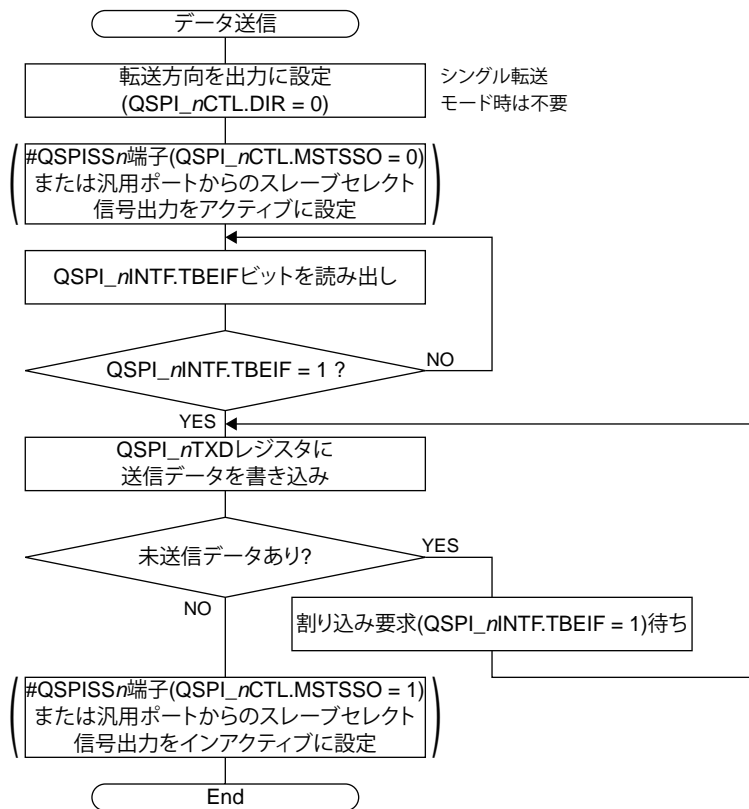 データ送信
転送方向を出力に設定
(QSPI_nCTL.DIR = 0)
シングル転送
モード時は不要
#QSPISSn端子(QSPI_nCTL.MSTSSO = 0)
または汎用ポートからのスレーブセレクト
信号出力をアクティブに設定
QSPI_nINTF.TBEIFビットを読み出し
QSPI_nINTF.TBEIF = 1 ?
NO
YES
QSPI_nTXDレジスタに
送信データを書き込み
未送信データあり?
YES
NO
割り込み要求(QSPI_nINTF.TBEIF = 1)待ち
#QSPISSn端子(QSPI_nCTL.MSTSSO = 1)
または汎用ポートからのスレーブセレクト
信号出力をインアクティブに設定
End